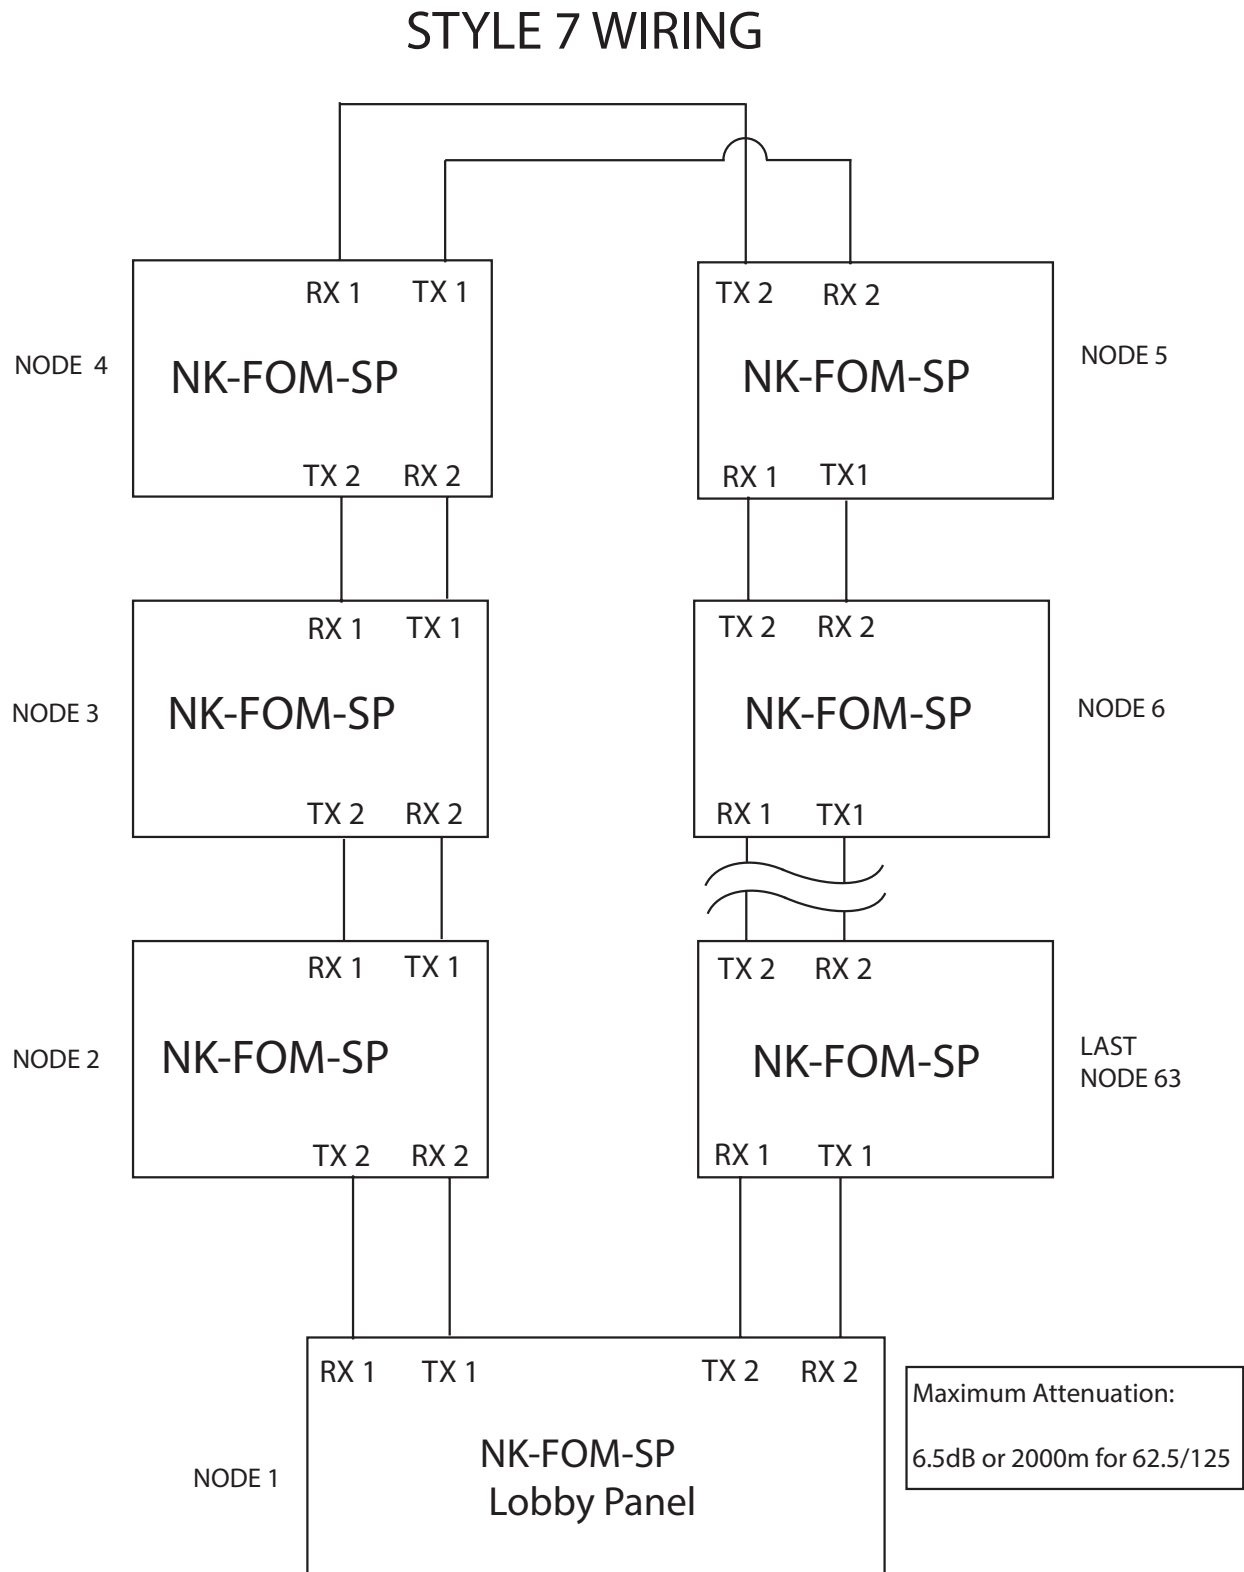 STYLE 7 WIRING
RX 1 TX 1
TX 2 RX 2
NODE 4
NK-FOM-SP
NK-FOM-SP
NODE 5
TX 2 RX 2
RX 1 TX1
RX 1 TX 1
TX 2 RX 2
NODE 3
NK-FOM-SP
NK-FOM-SP
NODE 6
TX 2 RX 2
RX 1 TX1
RX 1 TX 1
TX 2 RX 2
NODE 2
NK-FOM-SP
NK-FOM-SP
LAST
NODE 63
TX 2 RX 2
RX 1 TX 1
RX 1 TX 1
TX 2 RX 2
NODE 1
NK-FOM-SP
Lobby Panel
Maximum Attenuation:
6.5dB or 2000m for 62.5/125